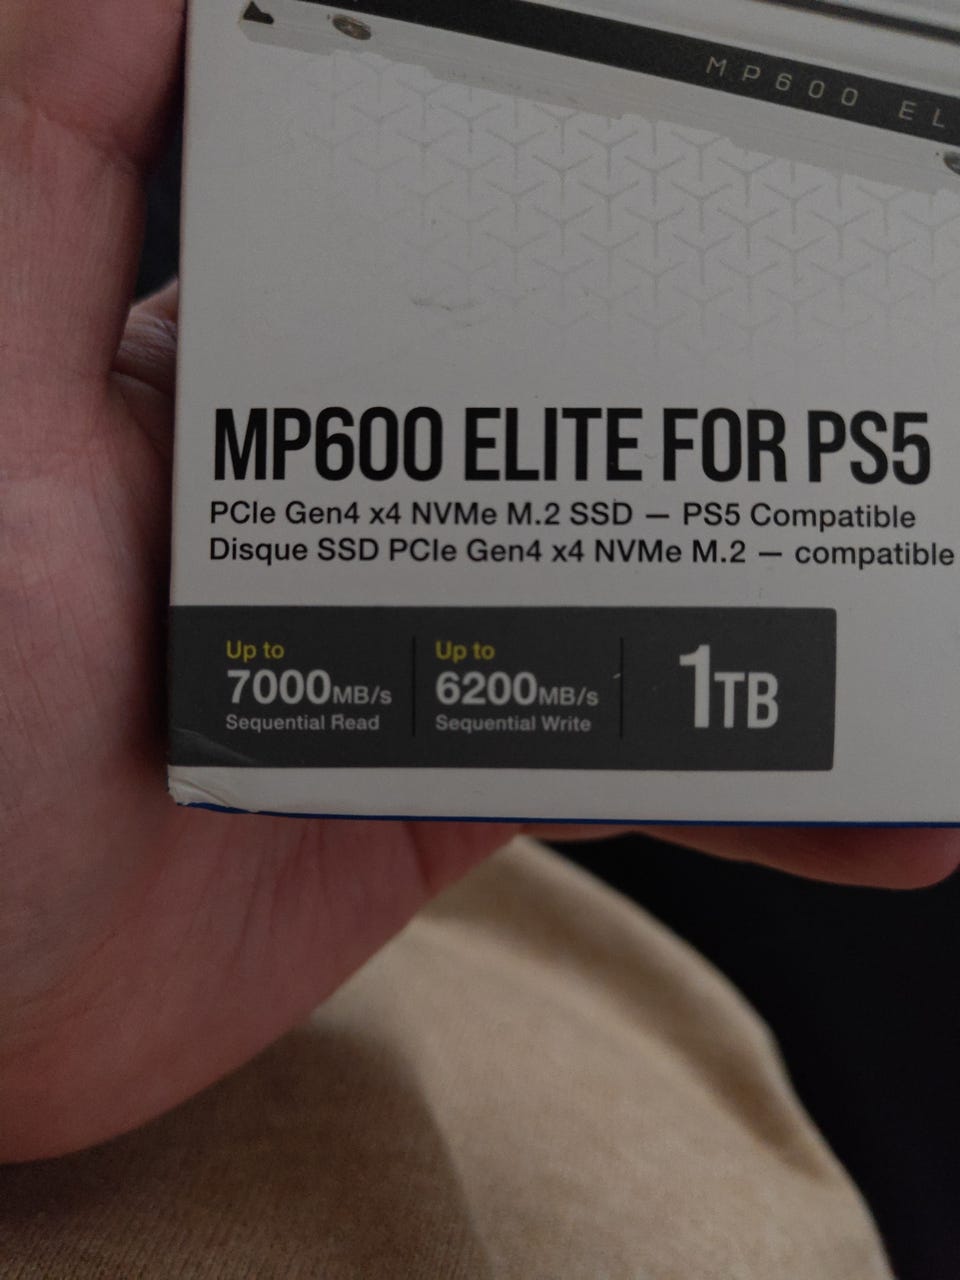 MP600 EL
MP600 ELITE FOR PS5
PCIe Gen4 x4 NVMe M.2 SSD — PS5 Compatible
Disque SSD PCIe Gen4 x4 NVMe M.2 — compatible
Up to
7000MB/s
Sequential Read
Up to
6200MB/s
Sequential Write
1TB